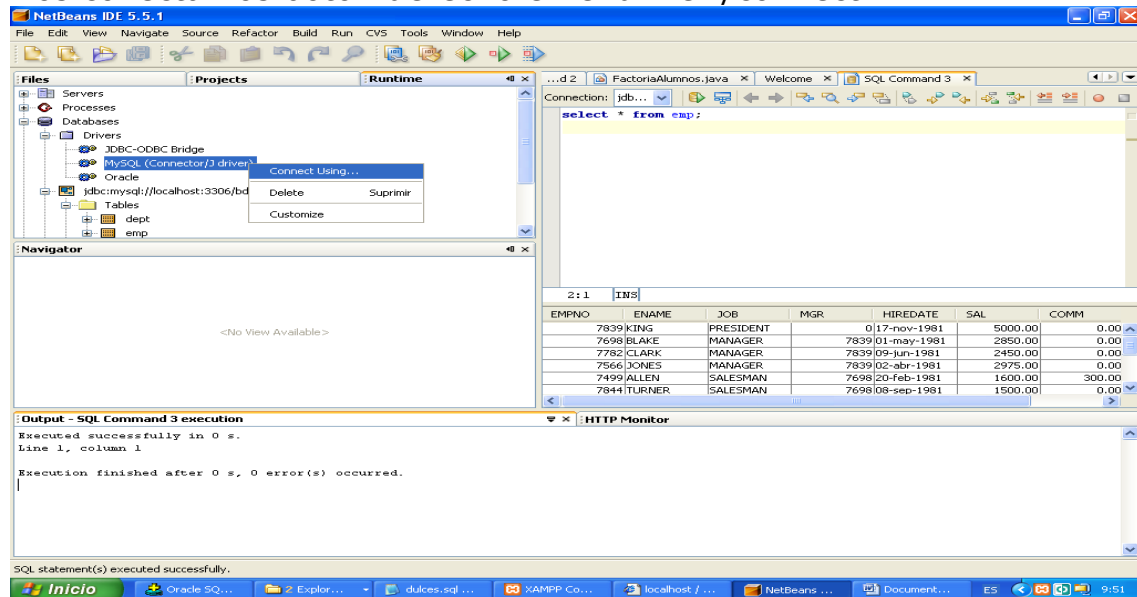 NetBeans IDE 5.5.1
File Edit View Navigate Source Refactor Build Run CVS Tools Window Help
Files Projects Runtime
Servers
Processes
Databases
Drivers
JDBC-ODBC Bridge
MySQL (Connector/J driver)
Oracle
jdbc:mysql://localhost:3306/bd
Tables
dept
emp
Connect Using...
Delete Suprimir
Customize
Navigator
<No View Available>
...d 2 FactoriaAlumnos.java Welcome SQL Command 3
Connection: jdb...
select * from emp;
2:1 INS
EMPNO ENAME JOB MGR HIREDATE SAL COMM
7839 KING PRESIDENT 0 17-nov-1981 5000.00 0.00
7698 BLAKE MANAGER 7839 01-may-1981 2850.00 0.00
7782 CLARK MANAGER 7839 09-jun-1981 2450.00 0.00
7566 JONES MANAGER 7839 02-abr-1981 2975.00 0.00
7499 ALLEN SALESMAN 7698 20-feb-1981 1600.00 300.00
7844 TURNER SALESMAN 7698 08-sep-1981 1500.00 0.00
Output - SQL Command 3 execution
HTTP Monitor
Executed successfully in 0 s.
Line 1, column 1
Execution finished after 0 s, 0 error(s) occurred.
SQL statement(s) executed successfully.
Inicio Oracle SQ... 2 Explor... dulces.sql ... XAMPP Co... localhost / ... NetBeans ... Document... ES 9:51